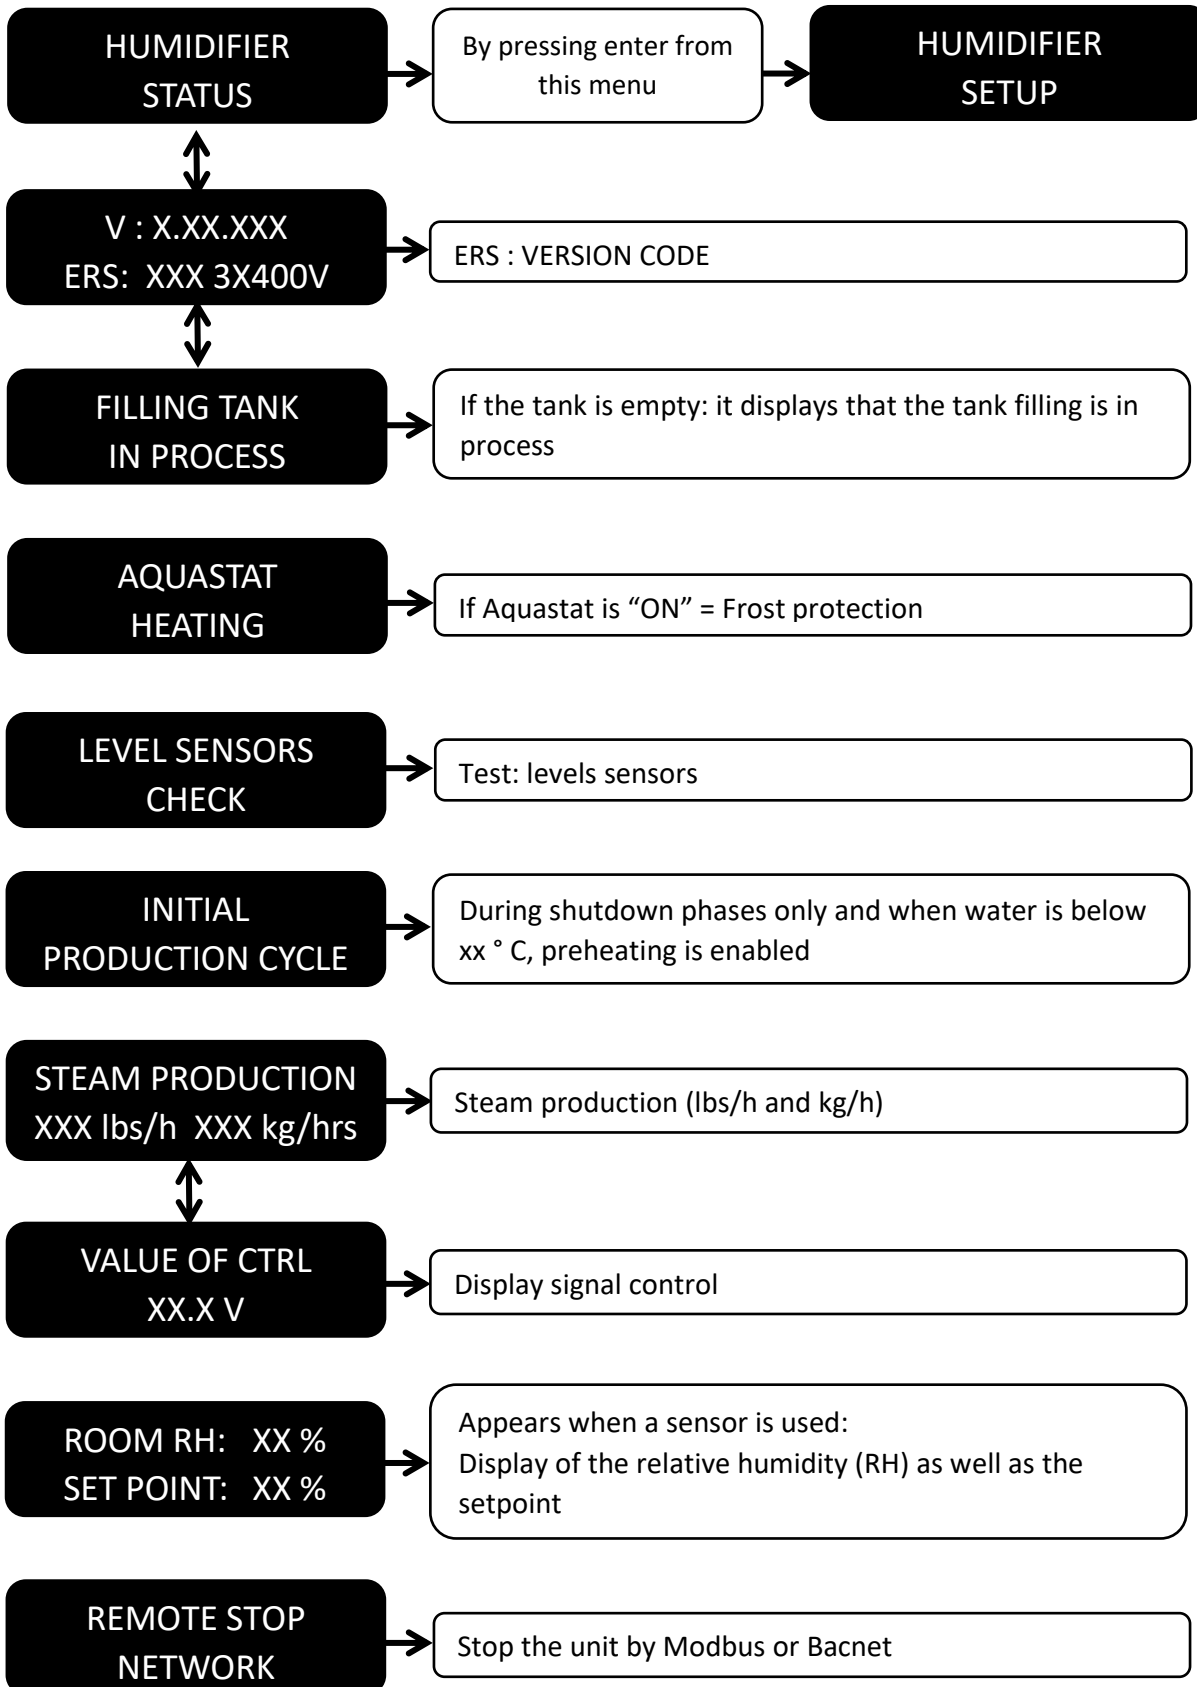 HUMIDIFIER
STATUS
By pressing enter from
this menu
HUMIDIFIER
SETUP
V : X.XX.XXX
ERS:  XXX 3X400V
ERS : VERSION CODE
FILLING TANK
IN PROCESS
If the tank is empty: it displays that the tank filling is in
process
AQUASTAT
HEATING
If Aquastat is “ON” = Frost protection
LEVEL SENSORS
CHECK
Test: levels sensors
INITIAL
PRODUCTION CYCLE
During shutdown phases only and when water is below
xx ° C, preheating is enabled
STEAM PRODUCTION
XXX lbs/h  XXX kg/hrs
Steam production (lbs/h and kg/h)
VALUE OF CTRL
XX.X V
Display signal control
ROOM RH:   XX %
SET POINT:   XX %
Appears when a sensor is used:
Display of the relative humidity (RH) as well as the
setpoint
REMOTE STOP
NETWORK
Stop the unit by Modbus or Bacnet